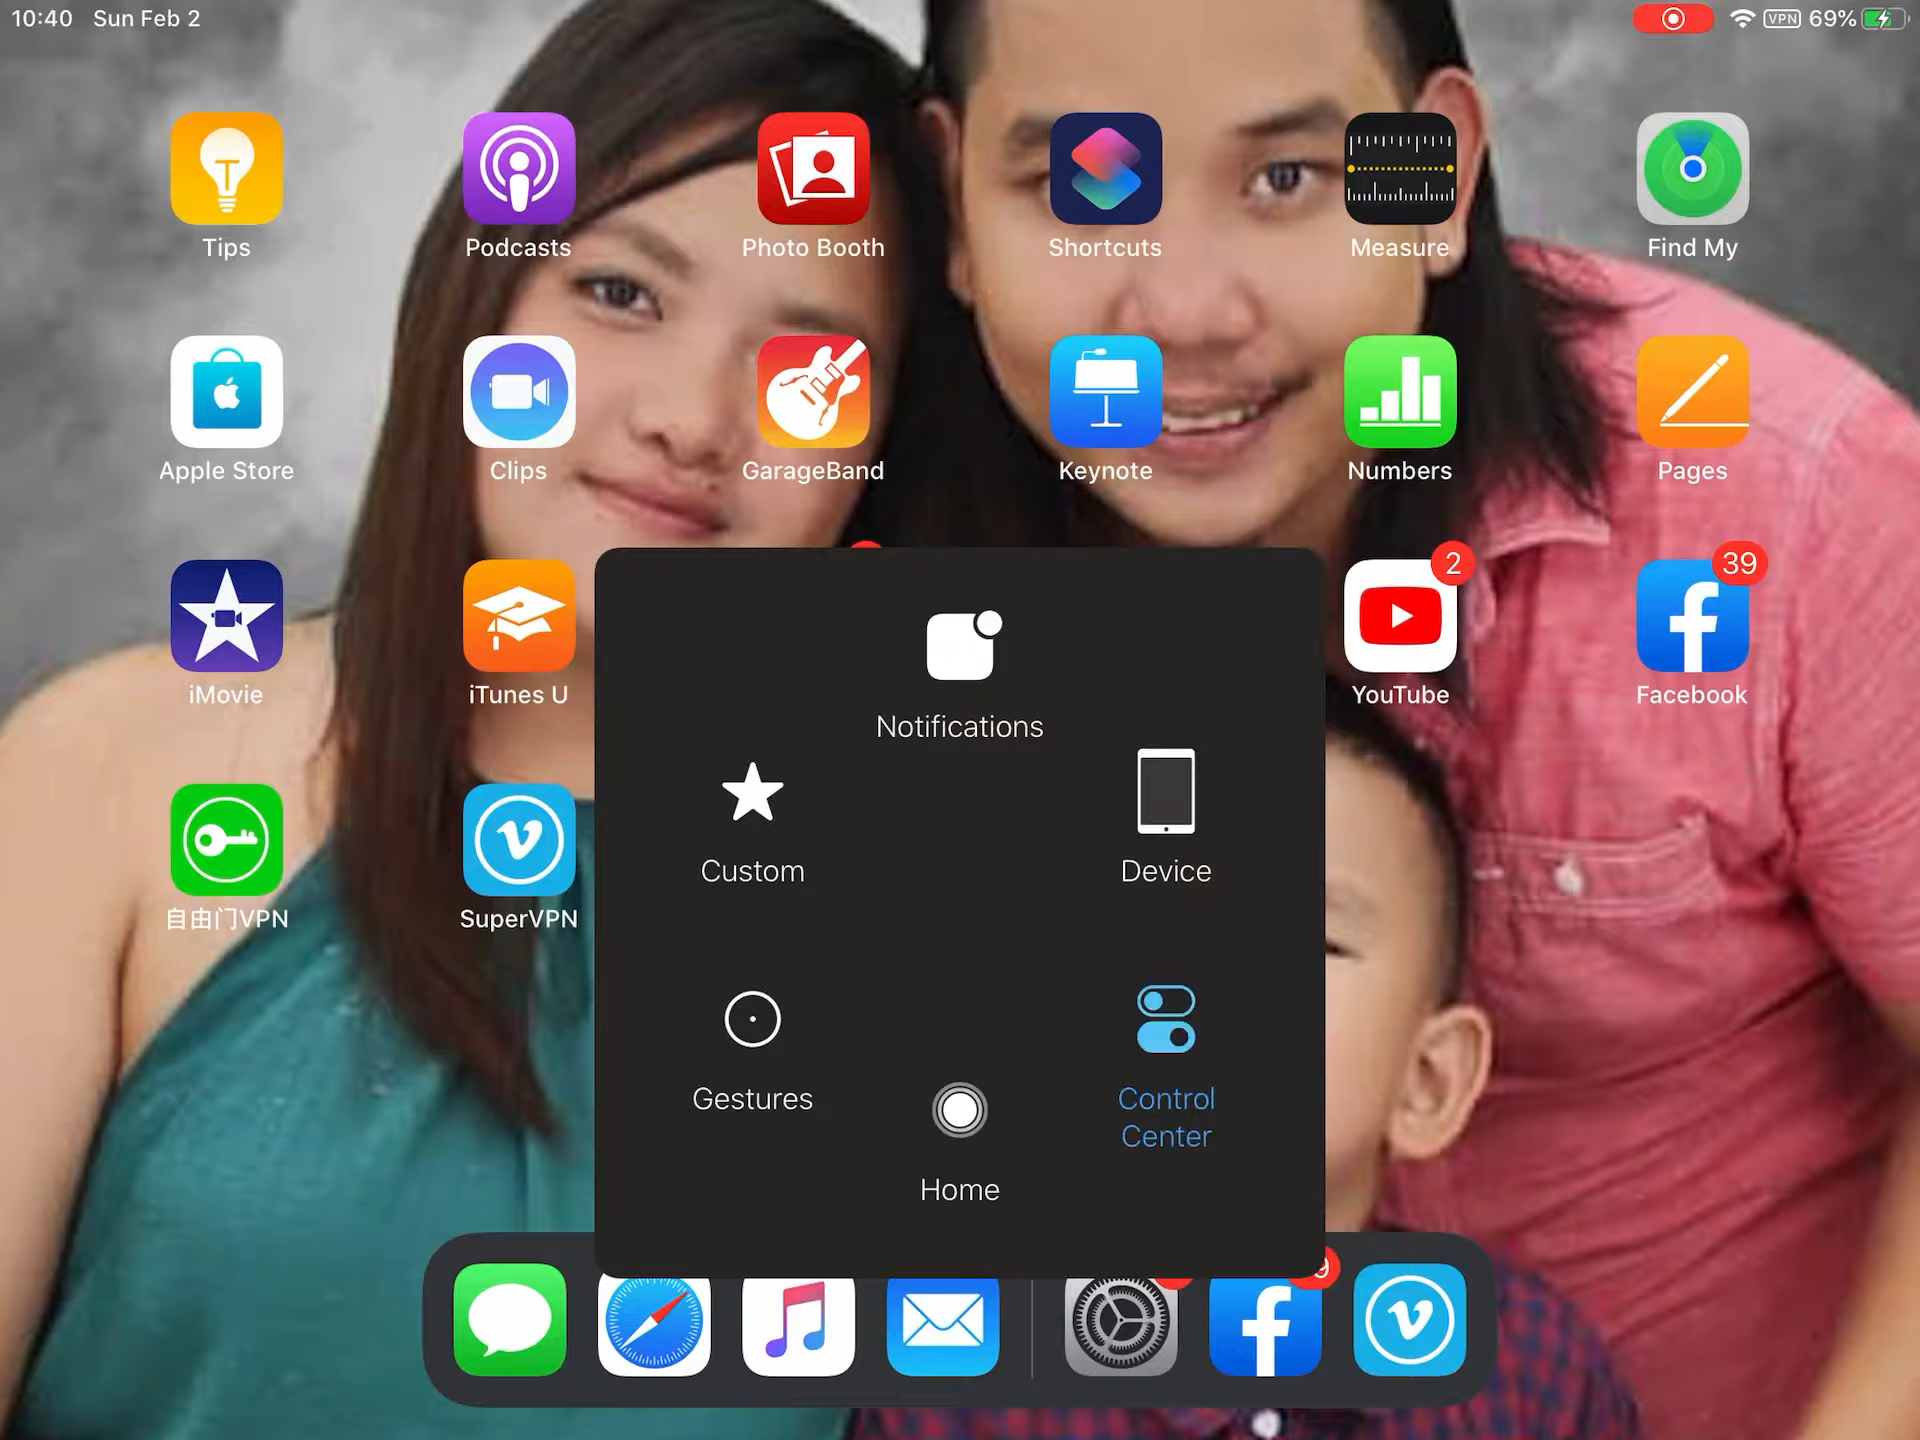 10:40 Sun Feb 2
VPN 69%
Tips
Podcasts
Photo Booth
Shortcuts
Measure
Find My
Apple Store
Clips
GarageBand
Keynote
Numbers
Pages
2
39
iMovie
iTunes U
YouTube
Facebook
自由门VPN
SuperVPN
Notifications
Custom
Device
Gestures
Control
Center
Home
9